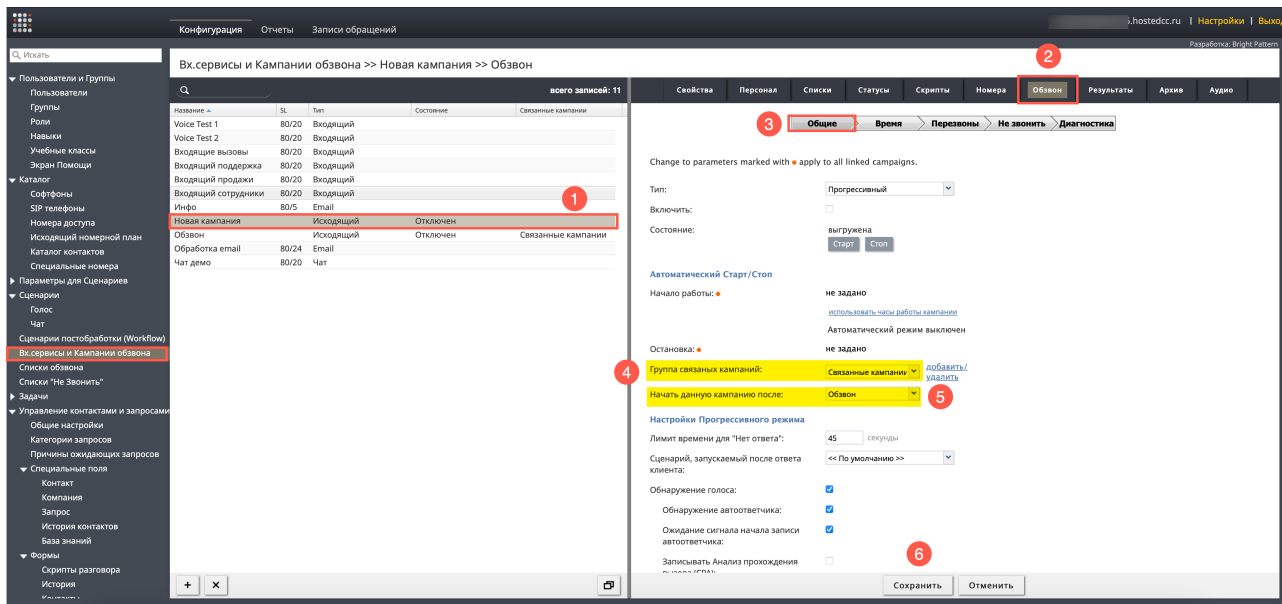 5.hostedcc.ru | Настройки | Выхо
Конфигурация Отчеты Записи обращений
Разработка: Bright Pattern
Искать
Вх.сервисы и Кампании обзвона >> Новая кампания >> Обзвон
2
Пользователи и Группы
Пользователи
Группы
Роли
Навыки
Учебные классы
Экран Помощи
Каталог
Софтфоны
SIP телефоны
Номера доступа
Исходящий номерной план
Каталог контактов
Специальные номера
Параметры для Сценариев
Сценарии
Голос
Чат
Сценарии постобработки (Workflow)
Вх.сервисы и Кампании обзвона
Списки обзвона
Списки "Не Звонить"
Задачи
Управление контактами и запросами
Общие настройки
Категории запросов
Причины ожидающих запросов
Специальные поля
Контакт
Компания
Запрос
История контактов
База знаний
Формы
Скрипты разговора
История
Контакты
всего записей: 11
Название SL Тип Состояние Связанные кампании
Voice Test 1 80/20 Входящий
Voice Test 2 80/20 Входящий
Входящие вызовы 80/20 Входящий
Входящий поддержка 80/20 Входящий
Входящий продажи 80/20 Входящий
Входящий сотрудники 80/20 Входящий
Инфо 80/5 Email
1
Новая кампания Исходящий Отключен
Обзвон Исходящий Отключен Связанные кампании
Обработка email 80/24 Email
Чат демо 80/20 Чат
Свойства Персонал Списки Статусы Скрипты Номера Обзвон Результаты Архив Аудио
3
Общие Время Перезвоны Не звонить Диагностика
Change to parameters marked with ● apply to all linked campaigns.
Тип: Прогрессивный
Включить:
Состояние: выгружена
Старт Стоп
Автоматический Старт/Стоп
Начало работы: ● не задано
использовать часы работы кампании
Автоматический режим выключен
Остановка: ● не задано
4
Группа связаных кампаний: Связанные кампании добавить/
удалить
Начать данную кампанию после: Обзвон
5
Настройки Прогрессивного режима
Лимит времени для "Нет ответа": 45 секунды
Сценарий, запускаемый после ответа << По умолчанию >>
клиента:
Обнаружение голоса:
Обнаружение автоответчика:
Ожидание сигнала начала записи
автоответчика:
6
Записывать Анализ прохождения
вызова (CPA):
+ × Сохранить Отменить